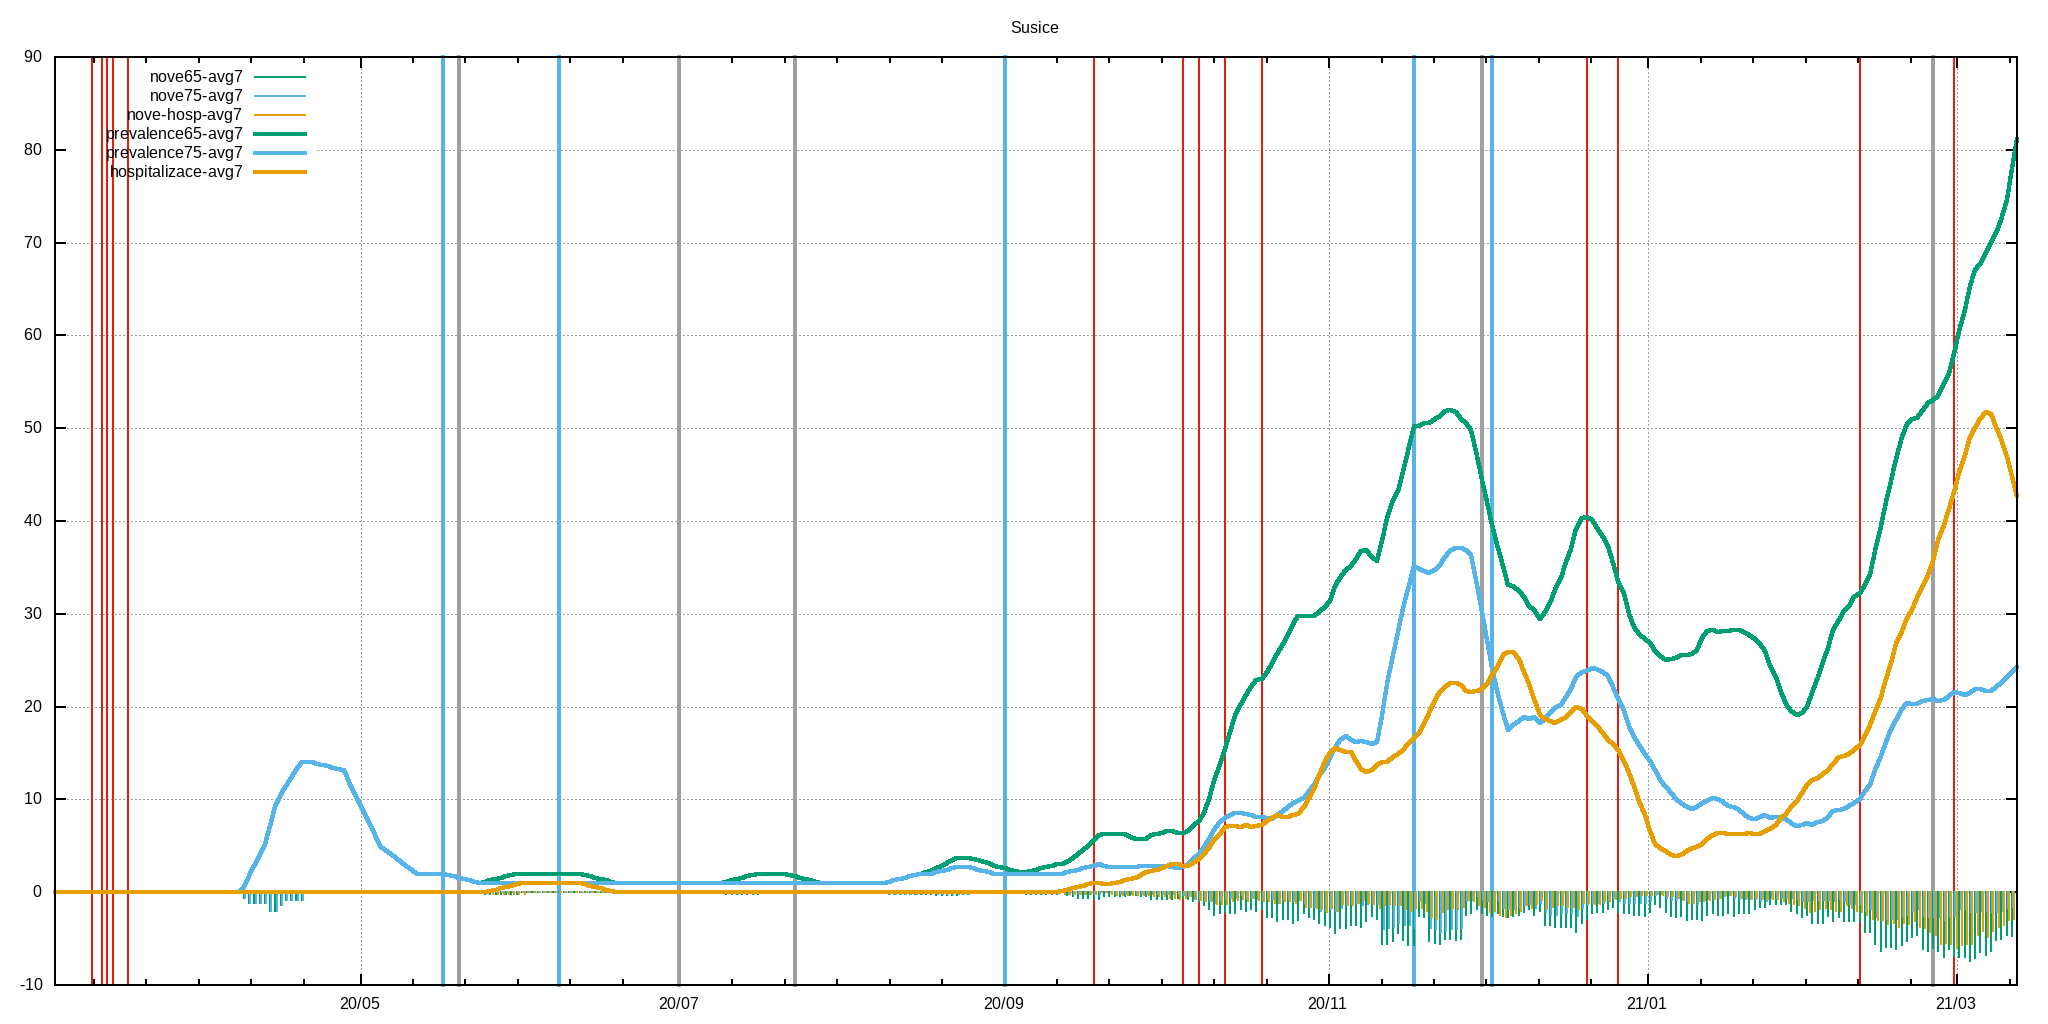 Susice
90
nove65-avg7
nove75-avg7
nove-hosp-avg7
prevalence65-avg7
80
prevalence75-avg7
hospitalizace-avg7
70
60
50
40
30
20
10
0
-10
20/05 20/07 20/09 20/11 21/01 21/03